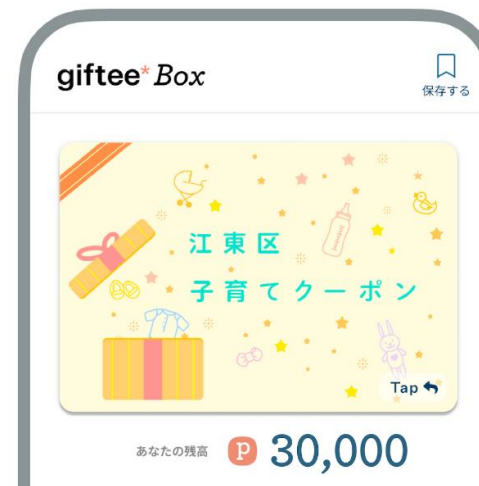 giftee* Box
保存する
江東区
子育てクーポン
Tap
あなたの残高 p 30,000